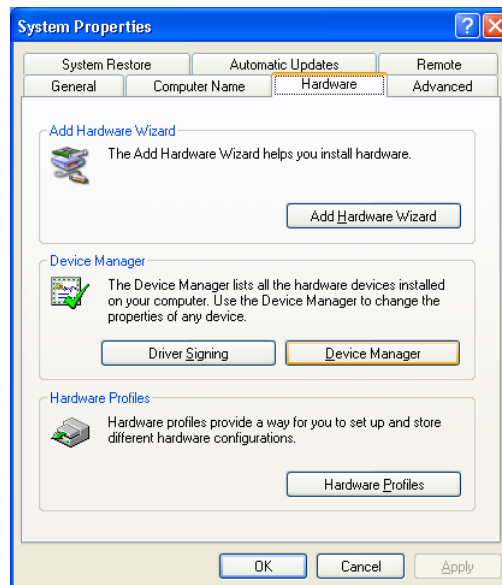 System Properties
System Restore Automatic Updates Remote
General Computer Name Hardware Advanced
Add Hardware Wizard
The Add Hardware Wizard helps you install hardware.
Add Hardware Wizard
Device Manager
The Device Manager lists all the hardware devices installed
on your computer. Use the Device Manager to change the
properties of any device.
Driver Signing Device Manager
Hardware Profiles
Hardware profiles provide a way for you to set up and store
different hardware configurations.
Hardware Profiles
OK Cancel Apply